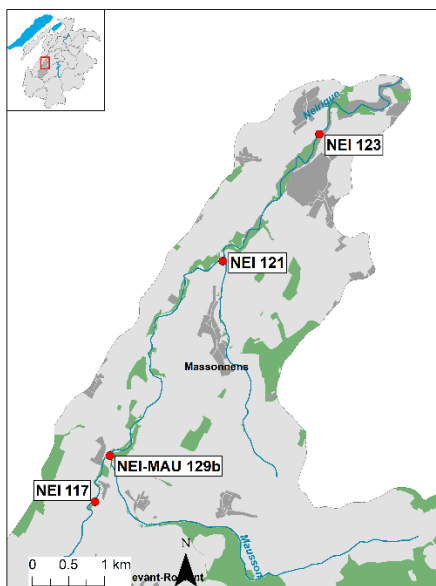 Neirigue
NEI 123
NEI 121
Massonnens
NEI-MAU 129b
NEI 117
Mausson
N
0 0.5 1 km
evant-Romont